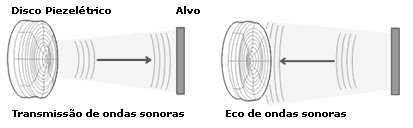 Disco Piezelétrico Alvo
Transmissão de ondas sonoras Eco de ondas sonoras